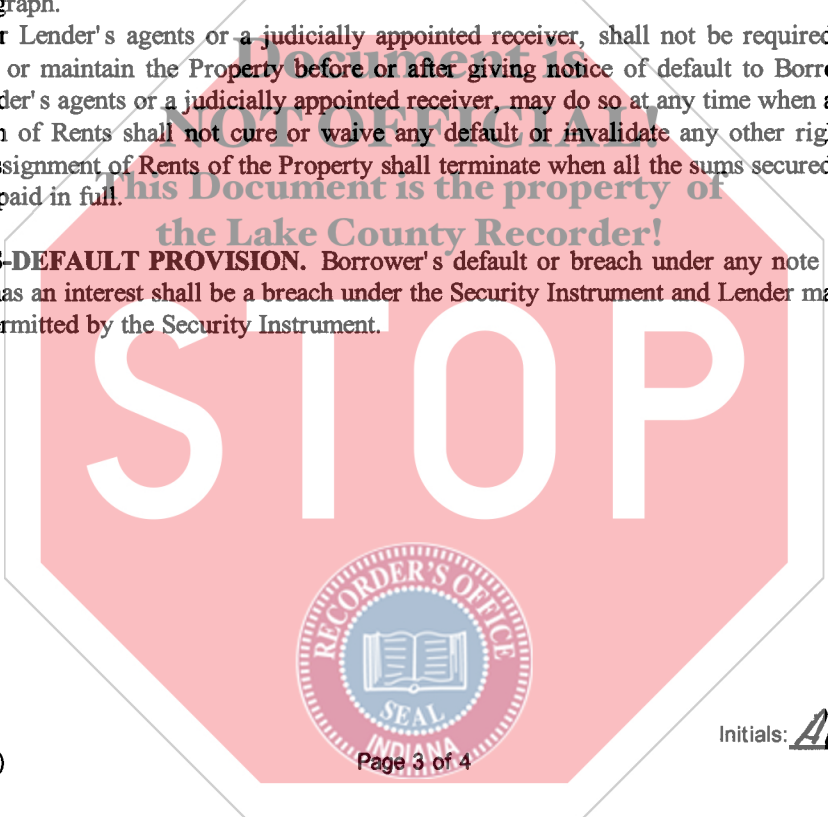 graph.
r Lender's agents or a judicially appointed receiver, shall not be required
Document is
or maintain the Property before or after giving notice of default to Borr
der's agents or a judicially appointed receiver, may do so at any time when a
NOT OFFICIAL!
n of Rents shall not cure or waive any default or invalidate any other rig
ssignment of Rents of the Property shall terminate when all the sums secured
This Document is the property of
paid in full.
the Lake County Recorder!
S-DEFAULT PROVISION. Borrower's default or breach under any note
has an interest shall be a breach under the Security Instrument and Lender ma
rmitted by the Security Instrument.
STOP
RECORDER'S OFFICE
SEAL
INDIANA
Initials: A
)
Page 3 of 4